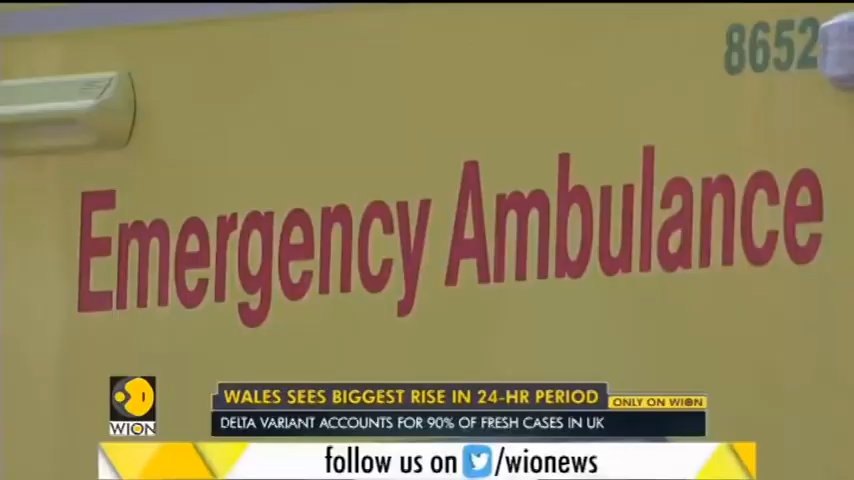 8652
Emergency Ambulance
WION
WALES SEES BIGGEST RISE IN 24-HR PERIOD
ONLY ON WION
DELTA VARIANT ACCOUNTS FOR 90% OF FRESH CASES IN UK
follow us on /wionews